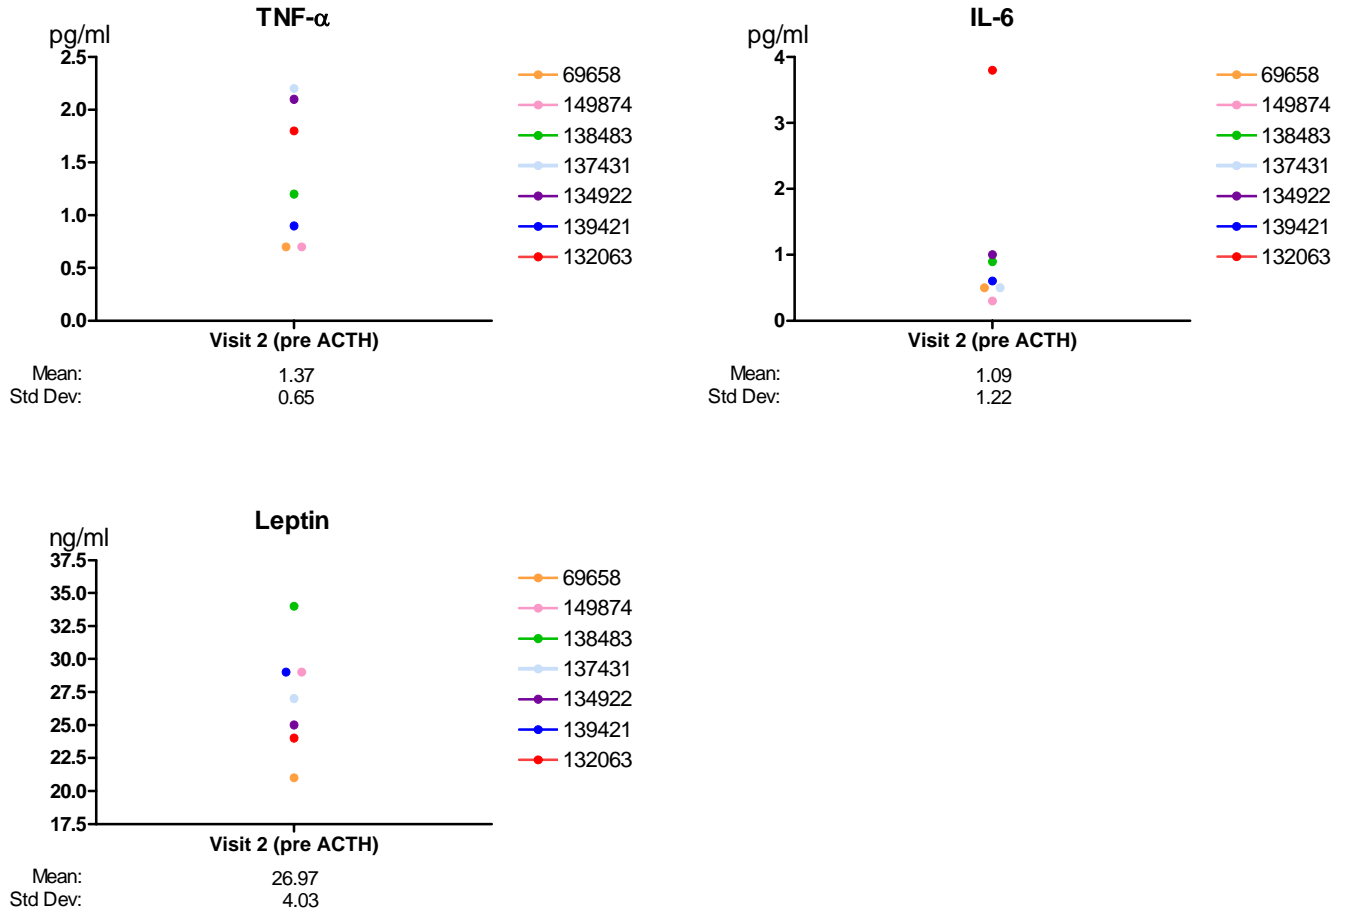 TNF-α
pg/ml
2.5
2.0
1.5
1.0
0.5
0.0
Visit 2 (pre ACTH)
Mean: 1.37
Std Dev: 0.65
69658
149874
138483
137431
134922
139421
132063
IL-6
pg/ml
4
3
2
1
0
Visit 2 (pre ACTH)
Mean: 1.09
Std Dev: 1.22
69658
149874
138483
137431
134922
139421
132063
Leptin
ng/ml
37.5
35.0
32.5
30.0
27.5
25.0
22.5
20.0
17.5
Visit 2 (pre ACTH)
Mean: 26.97
Std Dev: 4.03
69658
149874
138483
137431
134922
139421
132063